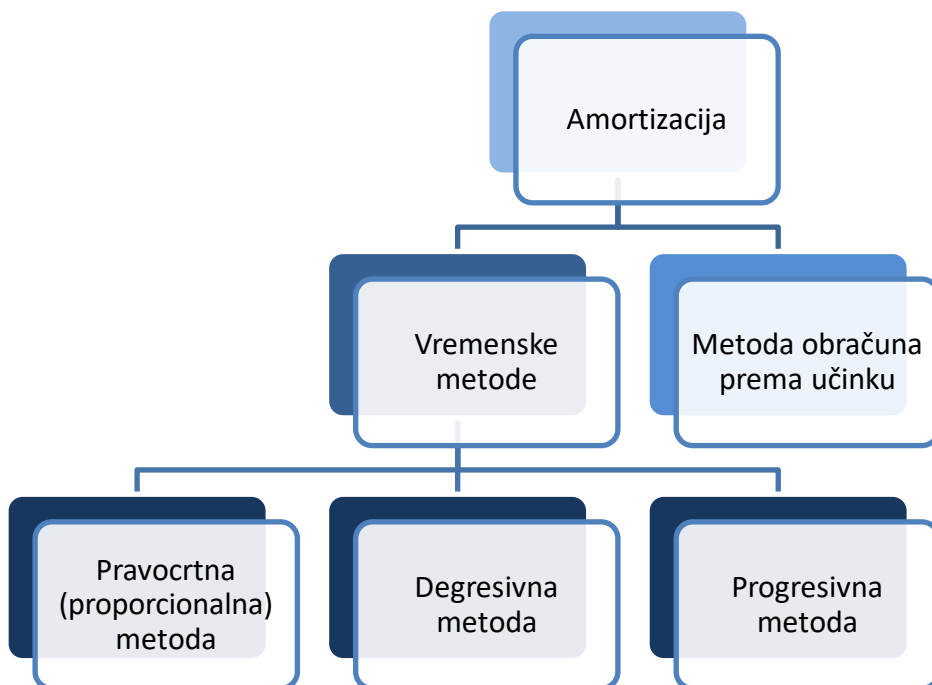 Amortizacija
Vremenske
metode
Metoda obračuna
prema učinku
Pravocrtna
(proporcionalna)
metoda
Degresivna
metoda
Progresivna
metoda